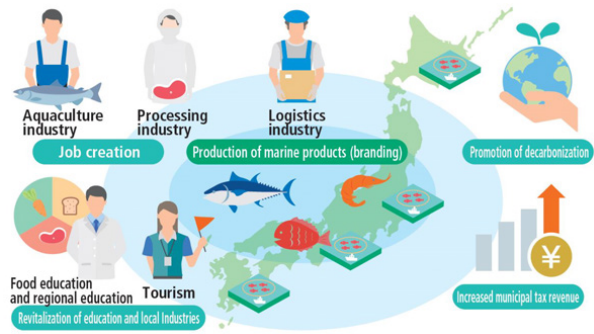 Aquaculture
industry
Processing
industry
Logistics
industry
Job creation
Production of marine products (branding)
Promotion of decarbonization
Food education
and regional education
Tourism
Revitalization of education and local Industries
¥
Increased municipal tax revenue